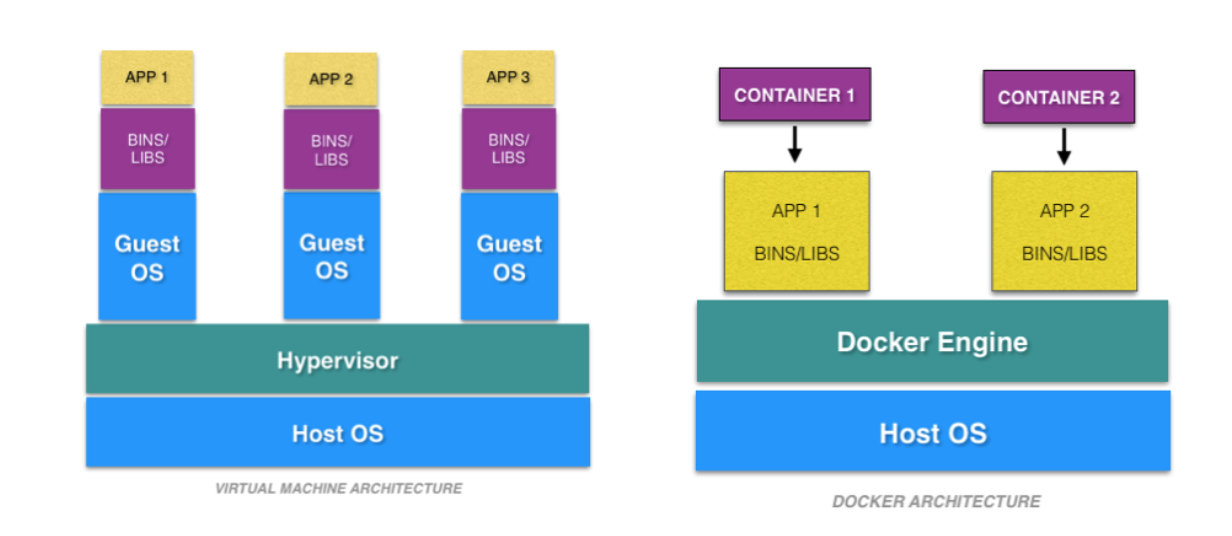 APP 1
BINS/
LIBS
Guest
OS
APP 2
BINS/
LIBS
Guest
OS
APP 3
BINS/
LIBS
Guest
OS
Hypervisor
Host OS
VIRTUAL MACHINE ARCHITECTURE
CONTAINER 1
APP 1
BINS/LIBS
CONTAINER 2
APP 2
BINS/LIBS
Docker Engine
Host OS
DOCKER ARCHITECTURE